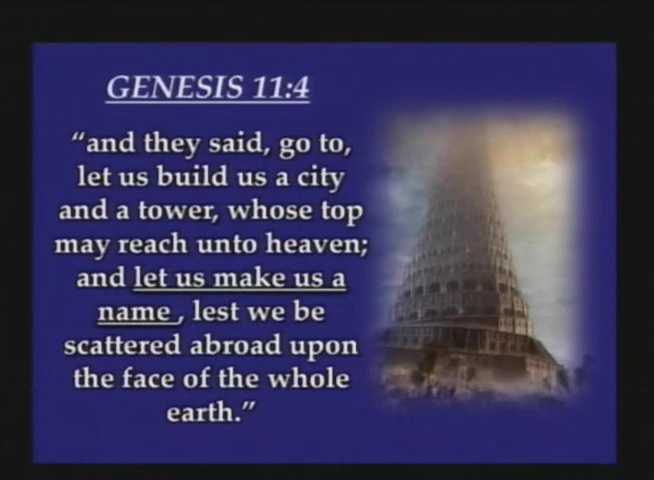 GENESIS 11:4
“and they said, go to,
let us build us a city
and a tower, whose top
may reach unto heaven;
and let us make us a
name , lest we be
scattered abroad upon
the face of the whole
earth.”